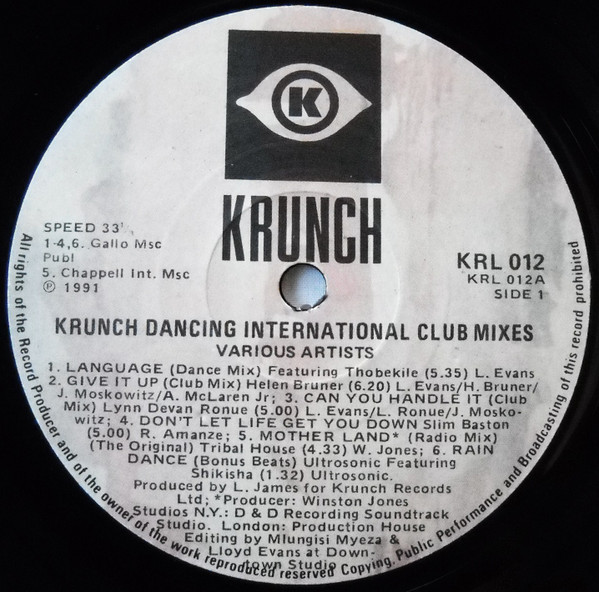 K
KRUNCH
SPEED 33⅓
1-4,6. Gallo Msc
Publ
5. Chappell Int. Msc
℗ 1991
KRL 012
KRL 012A
SIDE 1
KRUNCH DANCING INTERNATIONAL CLUB MIXES
VARIOUS ARTISTS
1. LANGUAGE (Dance Mix) Featuring Thobekile (5.35) L. Evans
2. GIVE IT UP (Club Mix) Helen Bruner (6.20) L. Evans/H. Bruner/
J. Moskowitz/A. McLaren Jr; 3. CAN YOU HANDLE IT (Club
Mix) Lynn Devan Ronue (5.00) L. Evans/L. Ronue/J. Mosko-
witz; 4. DON'T LET LIFE GET YOU DOWN Slim Baston
(5.00) R. Amanze; 5. MOTHER LAND* (Radio Mix)
(The Original) Tribal House (4.33) W. Jones; 6. RAIN
DANCE (Bonus Beats) Ultrosonic Featuring
Shikisha (1.32) Ultrosonic.
Produced by L. James for Krunch Records
Ltd; *Producer: Winston Jones
Studios N.Y.: D & D Recording Soundtrack
Studio. London: Production House
Editing by Mlungisi Myeza &
Lloyd Evans at Down-
town Studio
All rights of the Record Producer and of the owner of the work reproduced reserved Copying, Public Performance and Broadcasting of this record prohibited